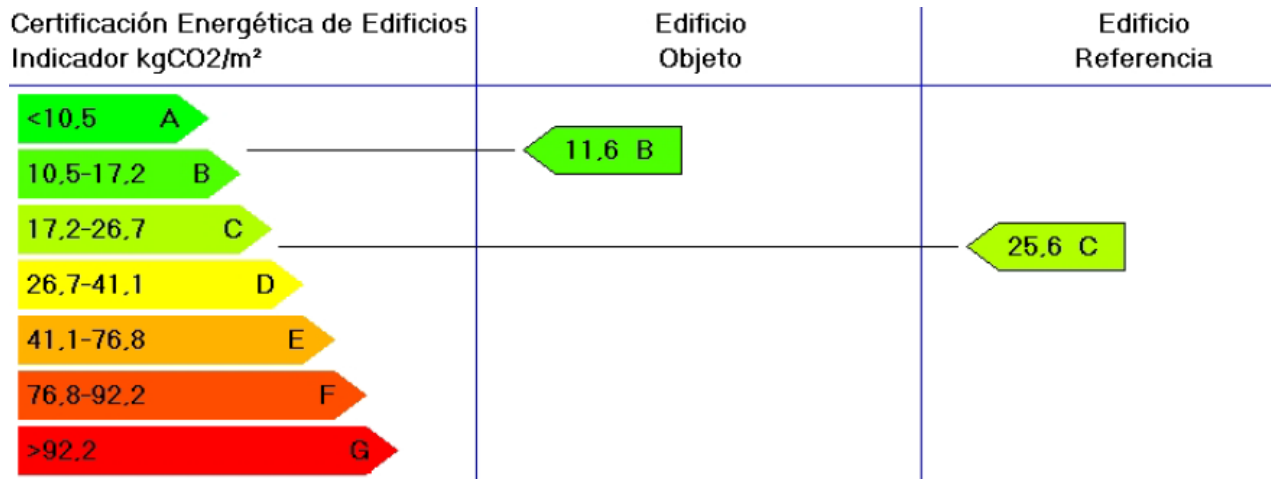 Certificación Energética de Edificios
Indicador kgCO2/m²
Edificio
Objeto
Edificio
Referencia
<10,5 A
11,6 B
10,5-17,2 B
17,2-26,7 C
25,6 C
26,7-41,1 D
41,1-76,8 E
76,8-92,2 F
>92,2 G